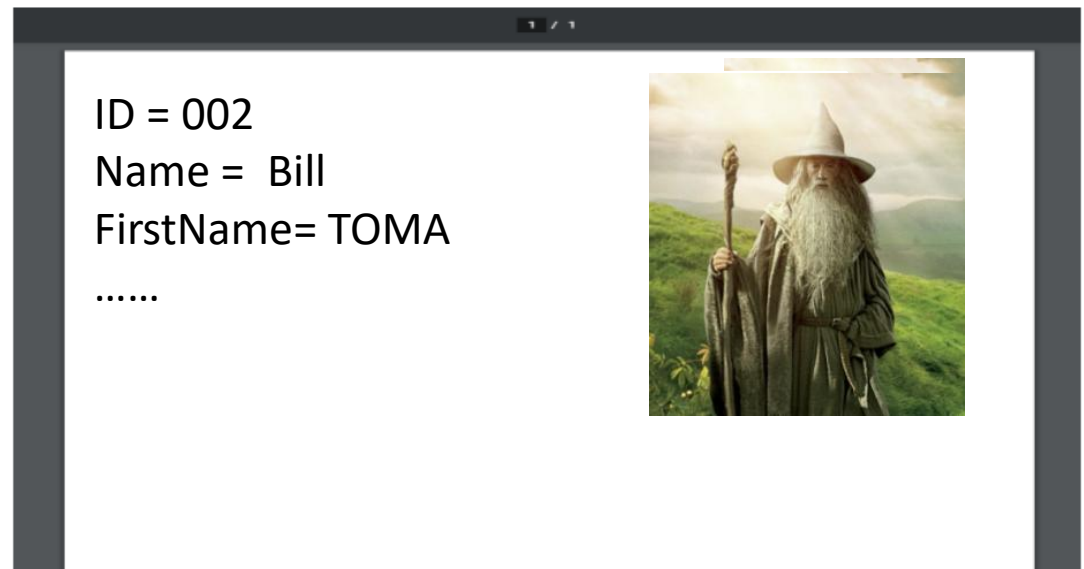 1 / 1
ID = 002
Name =  Bill
FirstName= TOMA
……